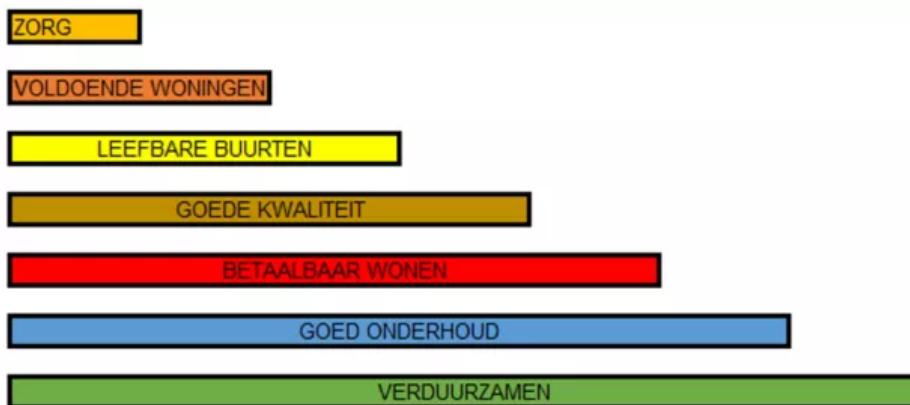 ZORG
VOLDOENDE WONINGEN
LEEFBARE BUURTEN
GOEDE KWALITEIT
BETAALBAAR WONEN
GOED ONDERHOUD
VERDUURZAMEN